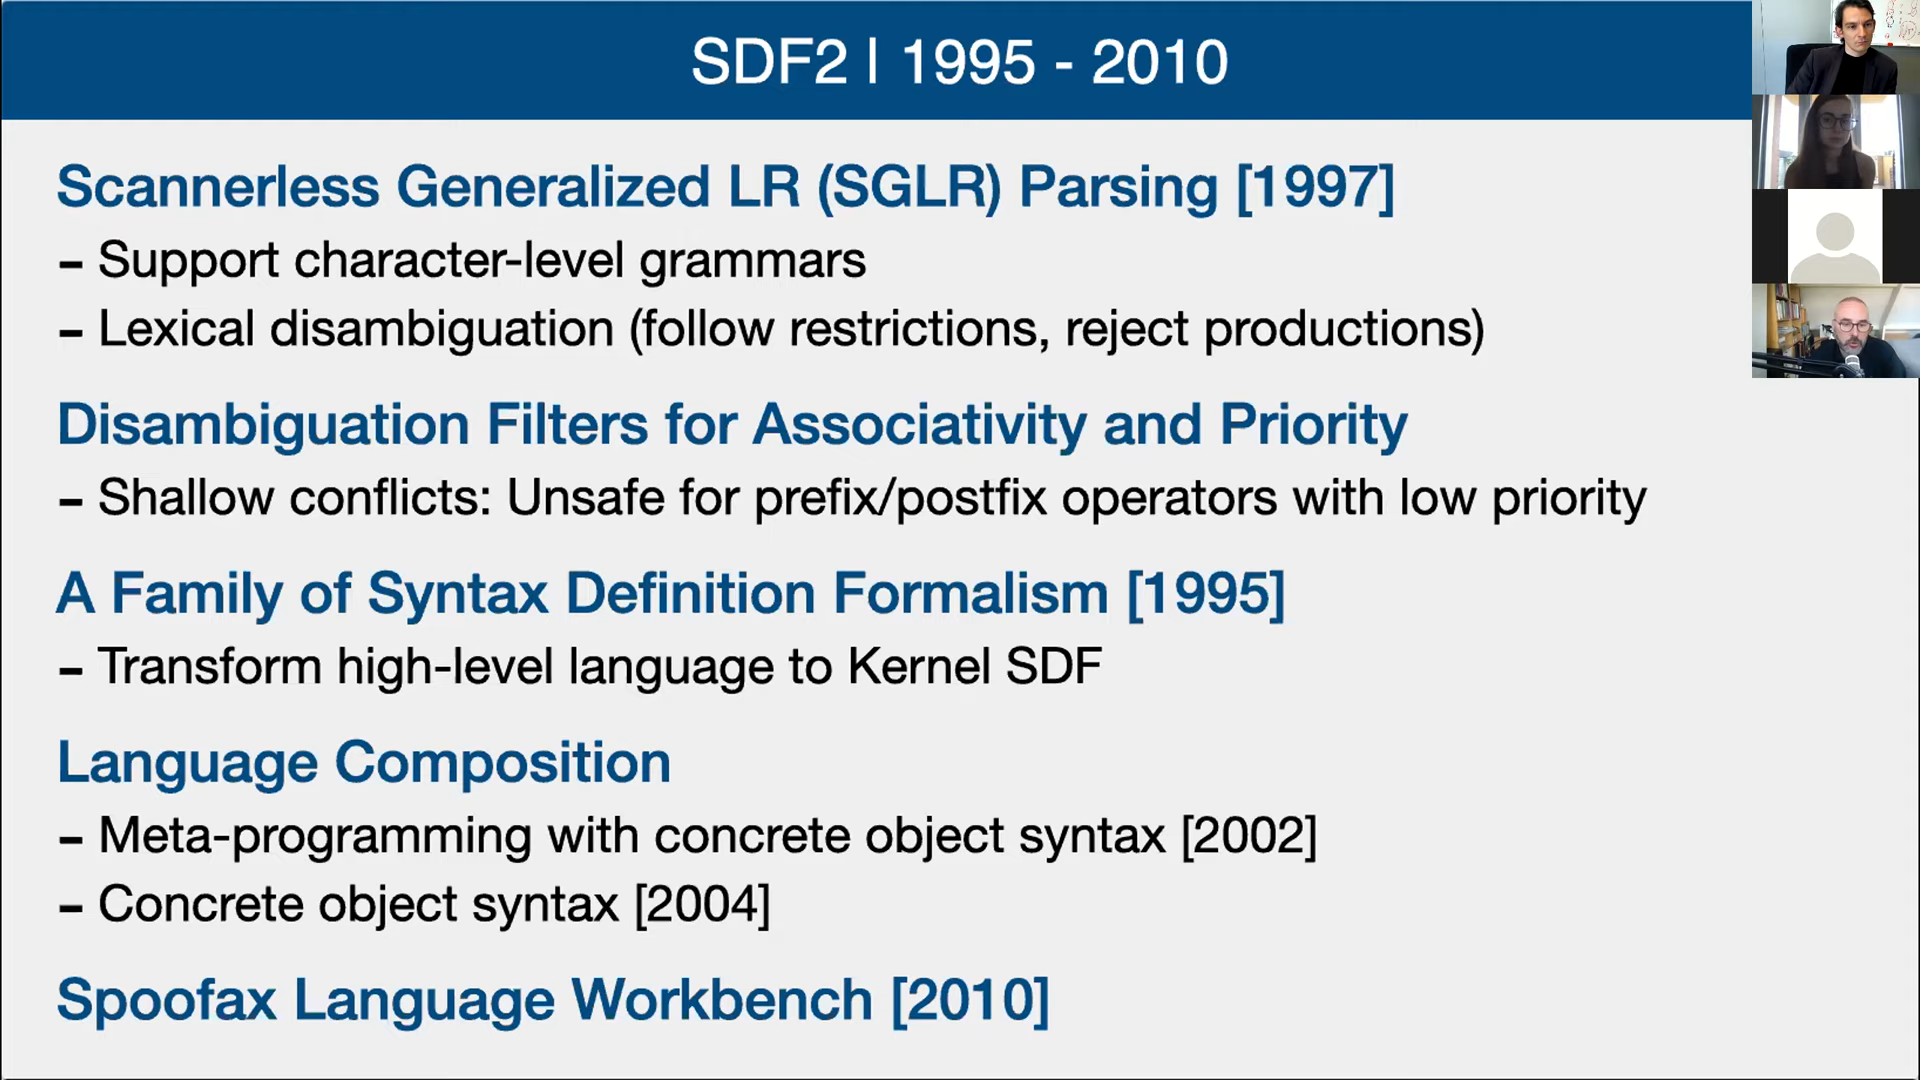 SDF2 | 1995 - 2010
Scannerless Generalized LR (SGLR) Parsing [1997]
– Support character-level grammars
– Lexical disambiguation (follow restrictions, reject productions)
Disambiguation Filters for Associativity and Priority
– Shallow conflicts: Unsafe for prefix/postfix operators with low priority
A Family of Syntax Definition Formalism [1995]
– Transform high-level language to Kernel SDF
Language Composition
– Meta-programming with concrete object syntax [2002]
– Concrete object syntax [2004]
Spoofax Language Workbench [2010]